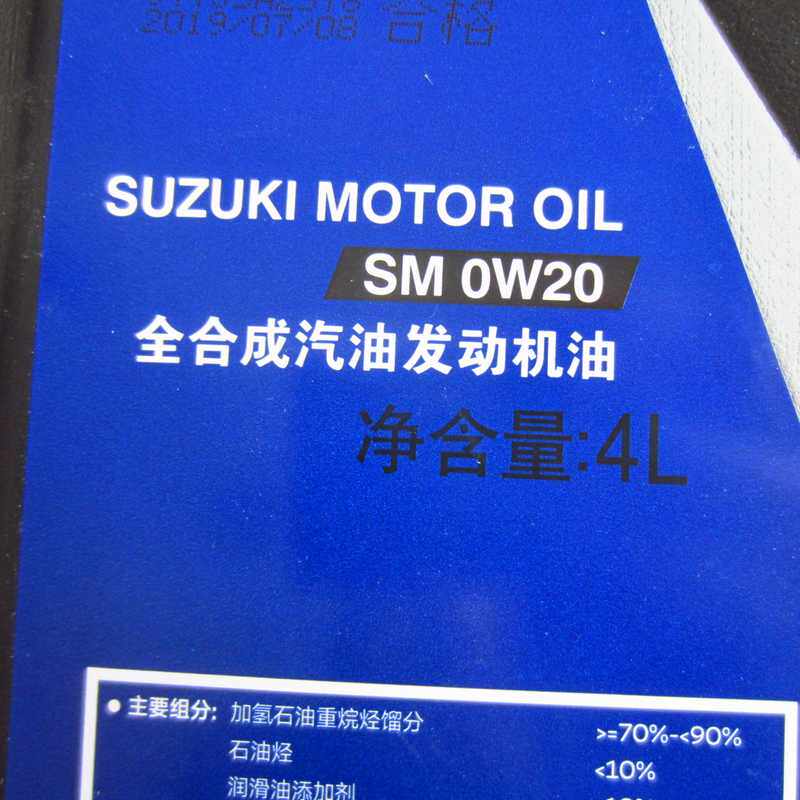 2019/07/08 合格
SUZUKI MOTOR OIL
SM 0W20
全合成汽油发动机油
净含量:4L
● 主要组分: 加氢石油重烷烃馏分 >=70%-<90%
石油烃 <10%
润滑油添加剂